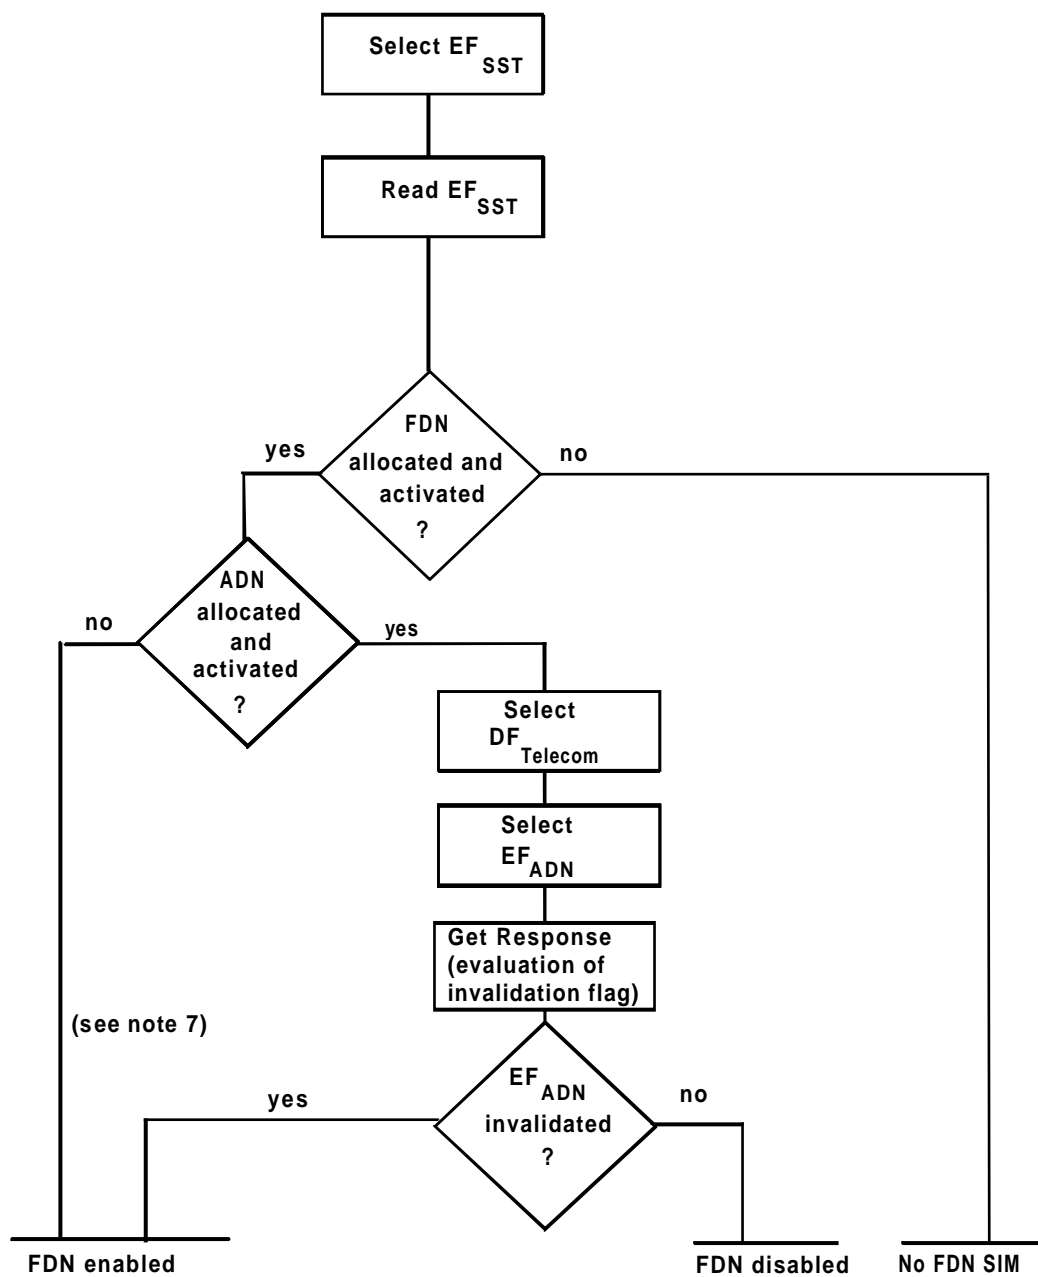 Select EF SST
Read EF SST
FDN
allocated and
activated
?
yes
no
ADN
allocated
and
activated
?
no
yes
Select
DF Telecom
Select
EF ADN
Get Response
(evaluation of
invalidation flag)
(see note 7)
EF ADN
invalidated
?
yes
no
FDN enabled
FDN disabled
No FDN SIM